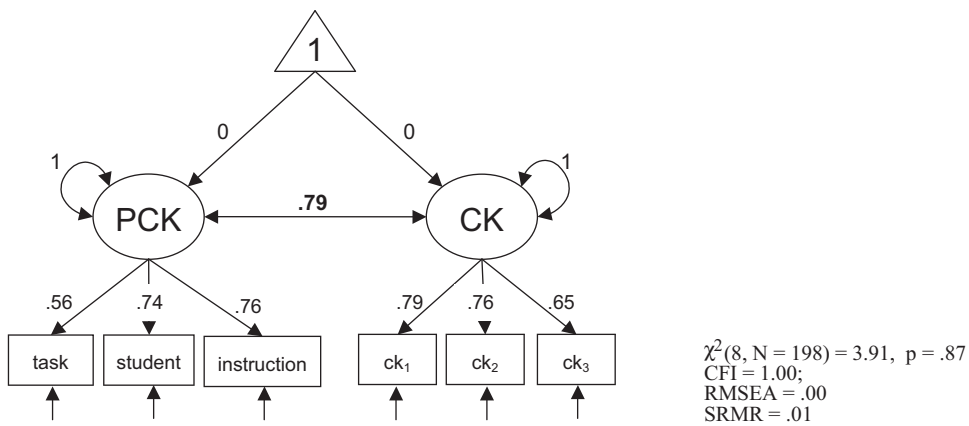 1
0 0
1 1
PCK .79 CK
.56 .74 .76 .79 .76 .65
task student instruction ck₁ ck₂ ck₃
χ²(8, N = 198) = 3.91, p = .87
CFI = 1.00;
RMSEA = .00
SRMR = .01